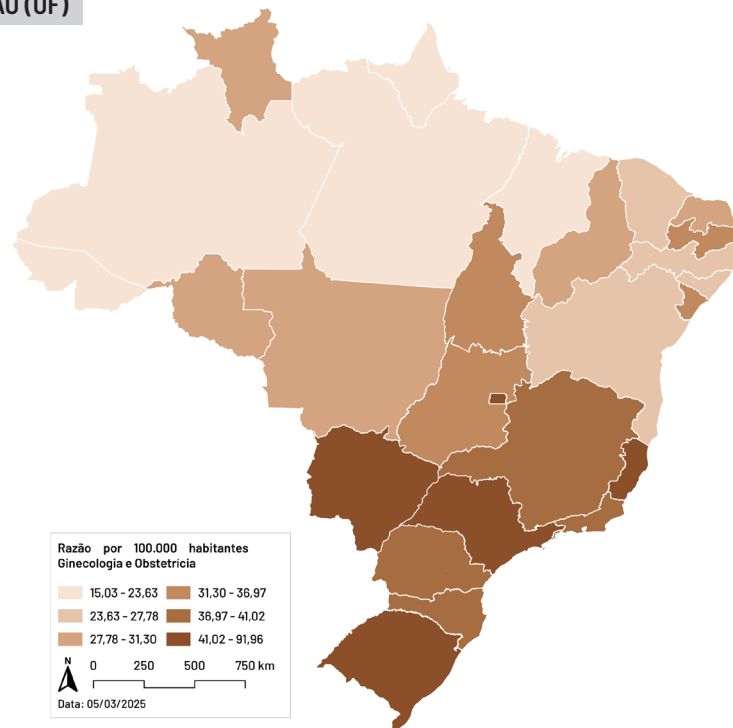 (UF)
Razão por 100.000 habitantes
Ginecologia e Obstetrícia
15,03 - 23,63
31,30 - 36,97
23,63 - 27,78
36,97 - 41,02
27,78 - 31,30
41,02 - 91,96
N
0 250 500 750 km
Data: 05/03/2025